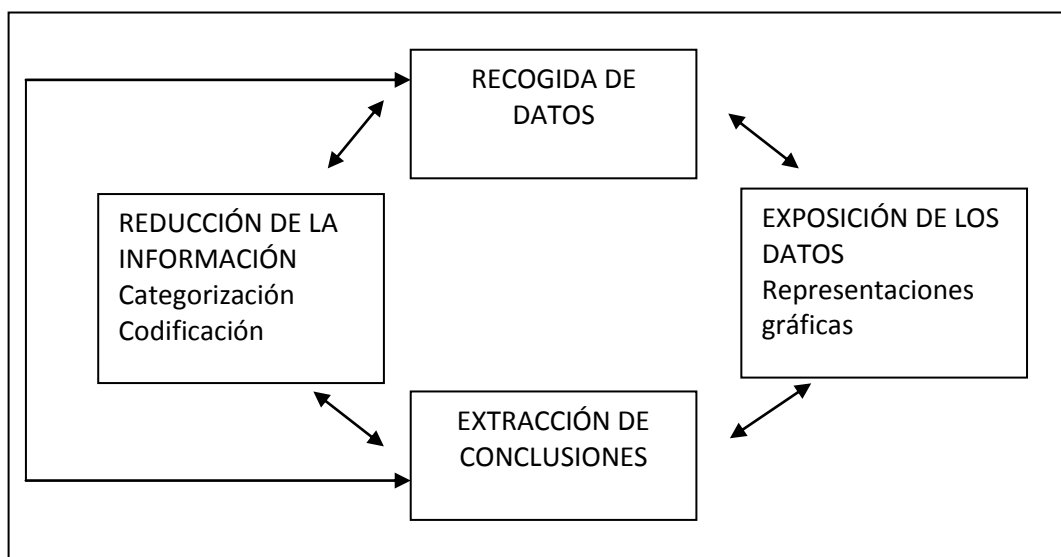 RECOGIDA DE
DATOS
REDUCCIÓN DE LA
INFORMACIÓN
Categorización
Codificación
EXPOSICIÓN DE LOS
DATOS
Representaciones
gráficas
EXTRACCIÓN DE
CONCLUSIONES